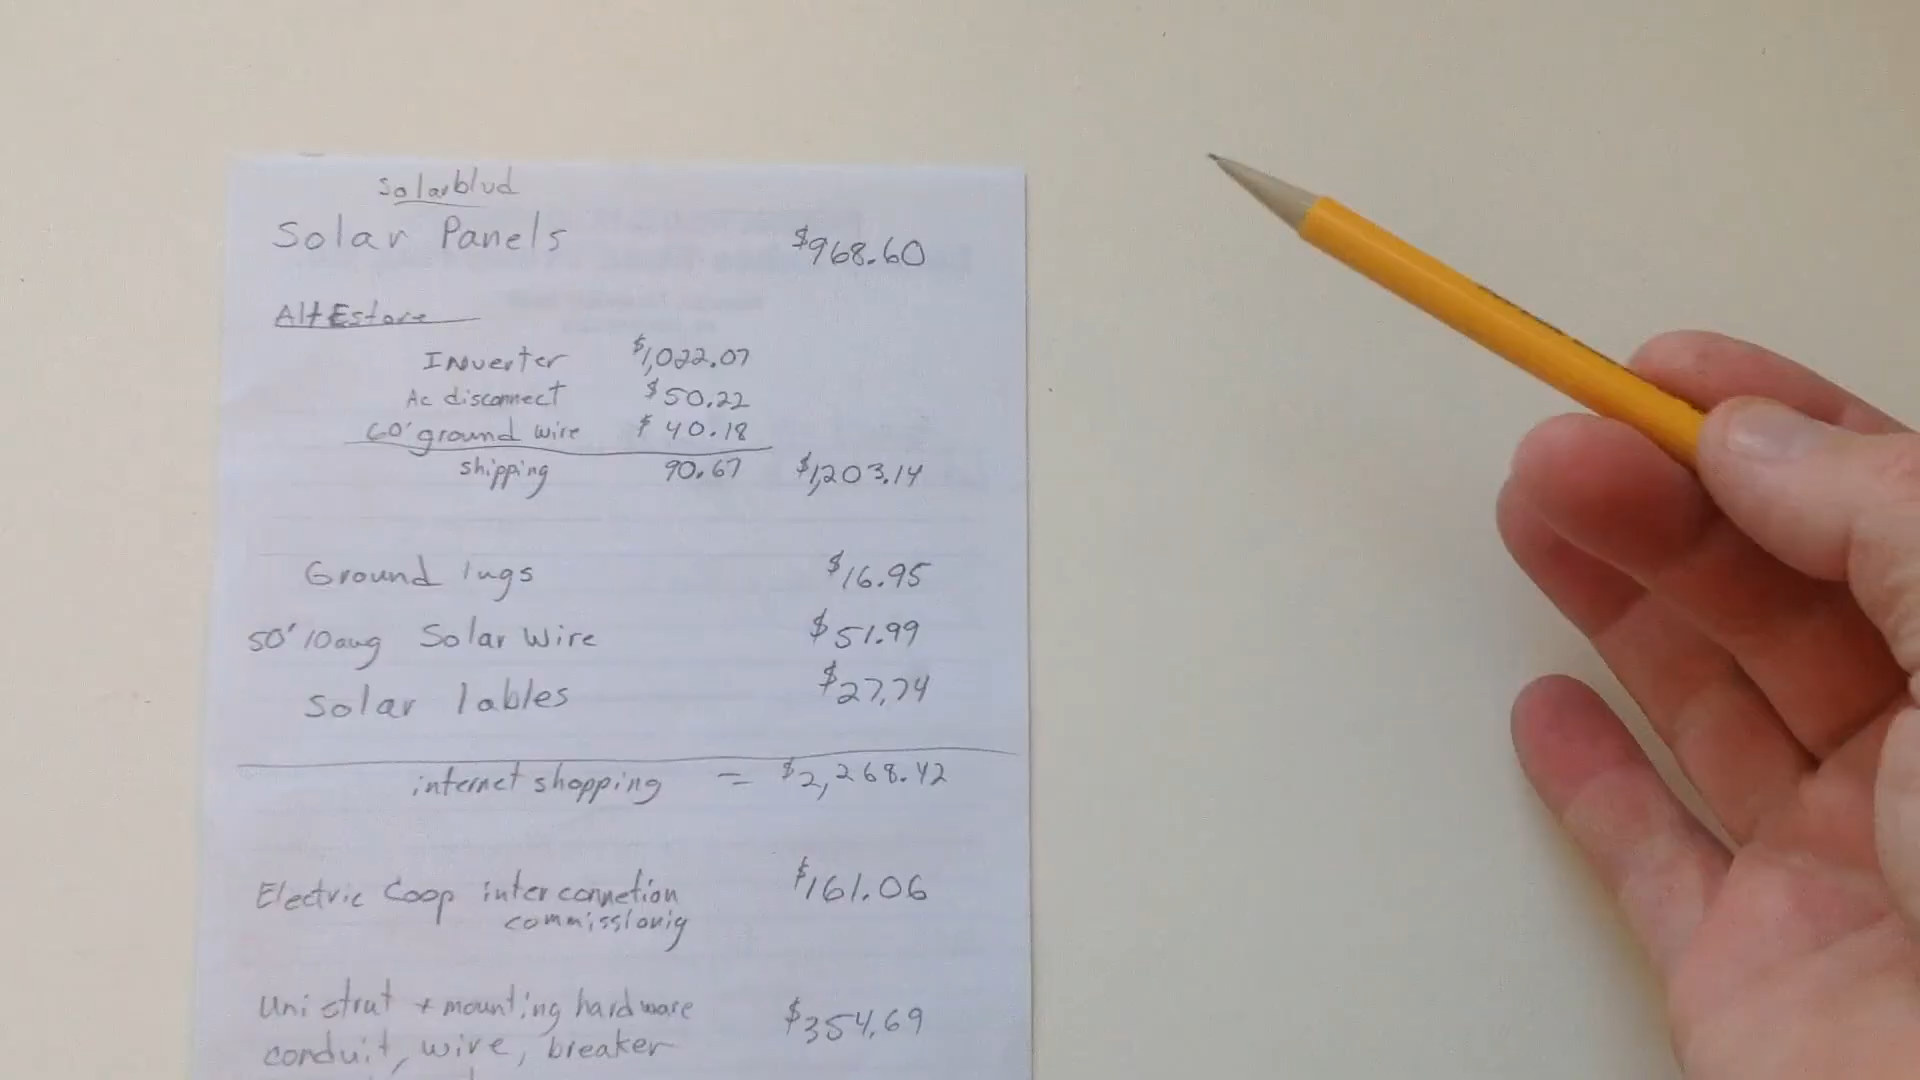 Solarblvd
Solar Panels $968.60
AltEstore
INverter $1,022.07
Ac disconnect $50.22
60' ground wire $40.18
shipping 90.67 $1,203.14
Ground lugs $16.95
50' 10awg Solar Wire $51.99
Solar lables $27.74
internet shopping = $2,268.42
Electric Coop interconnetion $161.06
commissionig
Unistrut + mounting hardware $354.69
conduit, wire, breaker